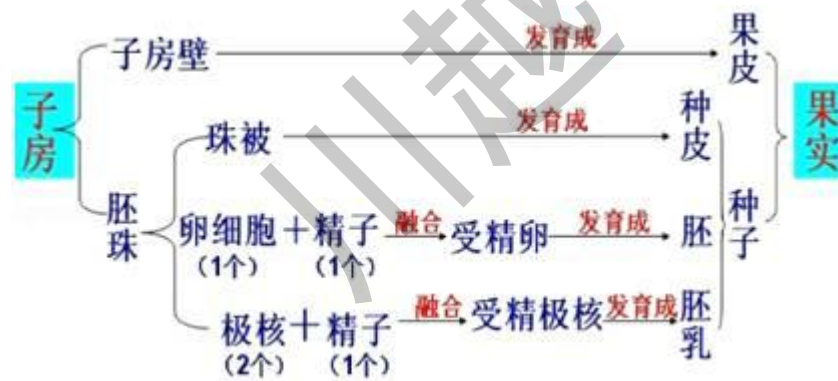 子房
子房壁 发育成 果皮
胚珠
珠被 发育成 种皮
卵细胞＋精子 融合 受精卵 发育成 胚
（1个） （1个）
极核＋精子 融合 受精极核 发育成 胚乳
（2个） （1个）
种子
果实
川越